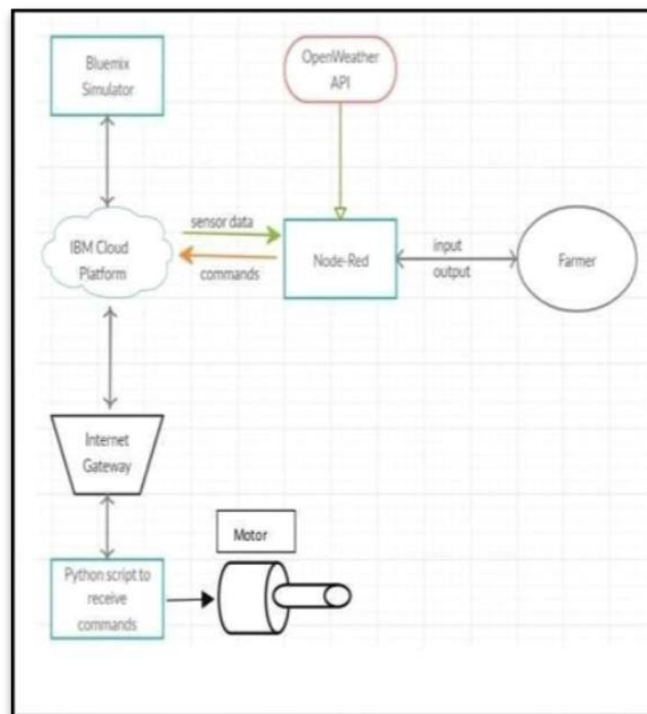 Bluemix
Simulator
OpenWeather
API
sensor data
IBM Cloud
Platform
commands
Node-Red
input
output
Farmer
Internet
Gateway
Motor
Python script to
receive
commands